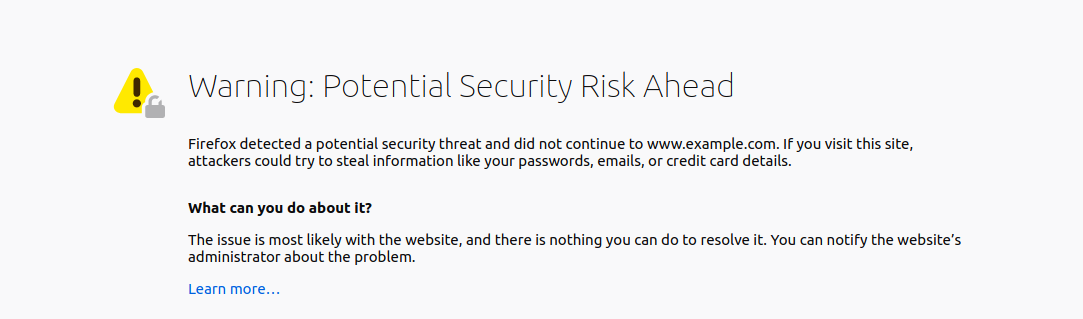 Warning: Potential Security Risk Ahead
Firefox detected a potential security threat and did not continue to www.example.com. If you visit this site,
attackers could try to steal information like your passwords, emails, or credit card details.
What can you do about it?
The issue is most likely with the website, and there is nothing you can do to resolve it. You can notify the website’s
administrator about the problem.
Learn more…